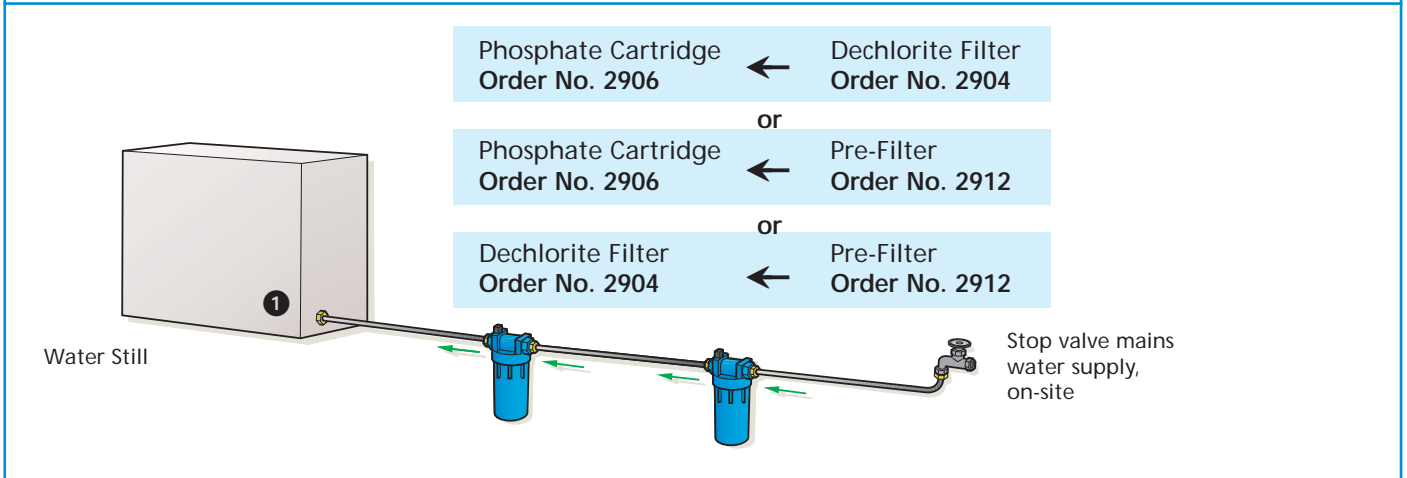 Phosphate Cartridge
Order No. 2906
Dechlorite Filter
Order No. 2904
or
Phosphate Cartridge
Order No. 2906
Pre-Filter
Order No. 2912
or
Dechlorite Filter
Order No. 2904
Pre-Filter
Order No. 2912
1
Water Still
Stop valve mains
water supply,
on-site